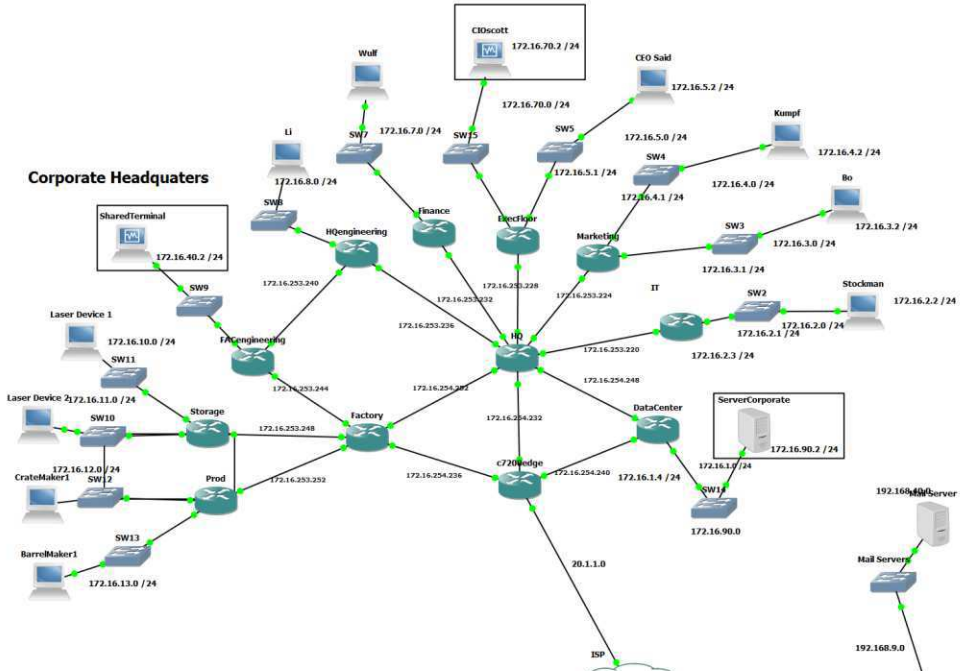 CIOscott
172.16.70.2 / 24
Wulf
CEO Said
172.16.5.2 / 24
172.16.7.0 / 24
172.16.70.0 / 24
SW7
SW15
SW5
172.16.5.0 / 24
Kumpf
172.16.4.2 / 24
Li
SW4
172.16.5.1 / 24
172.16.4.0 / 24
172.16.4.1 / 24
Bo
Corporate Headquaters
172.16.8.0 / 24
SW8
Finance
ExecFloor
SW3
172.16.3.2 / 24
SharedTerminal
HQengineering
Marketing
172.16.3.0 / 24
172.16.40.2 / 24
172.16.3.1 / 24
SW9
172.16.253.240
172.16.253.232
172.16.253.228
172.16.253.224
IT
SW2
Stockman
172.16.2.2 / 24
Laser Device 1
172.16.253.236
HQ
172.16.2.0 / 24
172.16.2.1 / 24
172.16.10.0 / 24
FACengineering
172.16.253.220
172.16.2.3 / 24
SW11
172.16.253.244
172.16.254.248
Laser Device 2
172.16.11.0 / 24
SW10
Storage
Factory
172.16.254.232
DataCenter
ServerCorporate
172.16.253.248
172.16.90.2 / 24
172.16.12.0 / 24
CrateMaker1
SW12
Prod
172.16.253.252
172.16.254.236
c7200edge
172.16.254.240
172.16.1.4 / 24
172.16.1.0 / 24
SW14
192.168.40.0
Mail Server
SW13
172.16.90.0
BarrelMaker1
172.16.13.0 / 24
20.1.1.0
Mail Servers
ISP
192.168.9.0